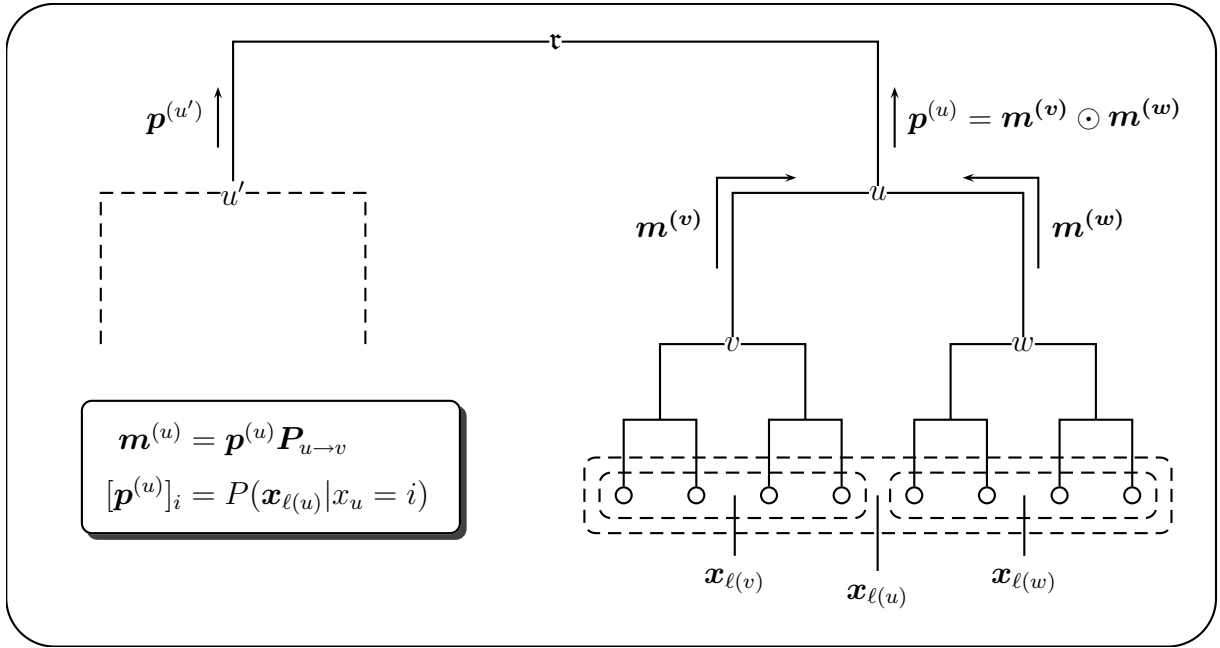 𝔯
𝒑^{(u')}
𝒑^{(u)} = 𝒎^{(v)} ⊙ 𝒎^{(w)}
u'
u
𝒎^{(v)}
𝒎^{(w)}
v
w
𝒎^{(u)} = 𝒑^{(u)} 𝑷_{u→v}
[𝒑^{(u)}]_i = P(𝒙_{ℓ(u)}|x_u = i)
𝒙_{ℓ(v)}
𝒙_{ℓ(u)}
𝒙_{ℓ(w)}